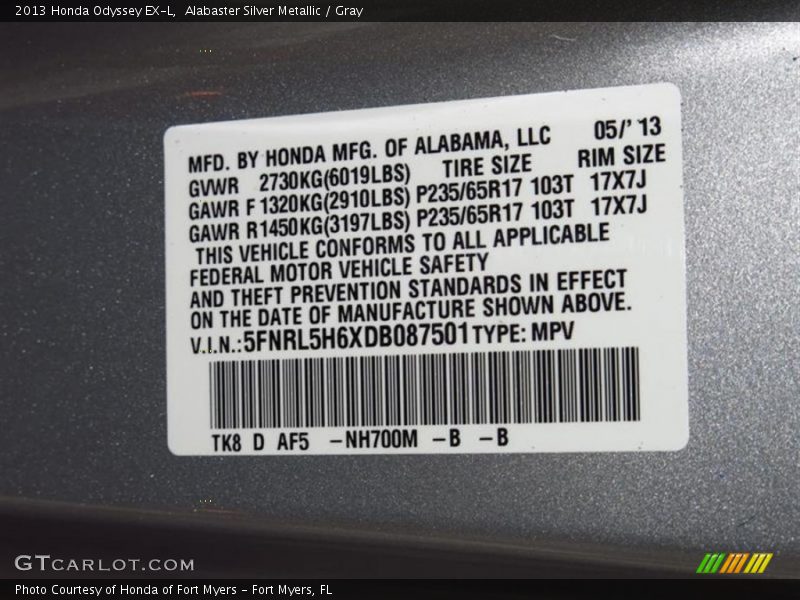 2013 Honda Odyssey EX-L,  Alabaster Silver Metallic / Gray
MFD. BY HONDA MFG. OF ALABAMA, LLC 05/' 13
GVWR 2730KG(6019LBS) TIRE SIZE RIM SIZE
GAWR F 1320KG(2910LBS) P235/65R17 103T 17X7J
GAWR R1450KG(3197LBS) P235/65R17 103T 17X7J
THIS VEHICLE CONFORMS TO ALL APPLICABLE
FEDERAL MOTOR VEHICLE SAFETY
AND THEFT PREVENTION STANDARDS IN EFFECT
ON THE DATE OF MANUFACTURE SHOWN ABOVE.
V.I.N.:5FNRL5H6XDB087501 TYPE: MPV
TK8 D AF5 -NH700M -B -B
GTCARLOT.COM
Photo Courtesy of Honda of Fort Myers - Fort Myers, FL